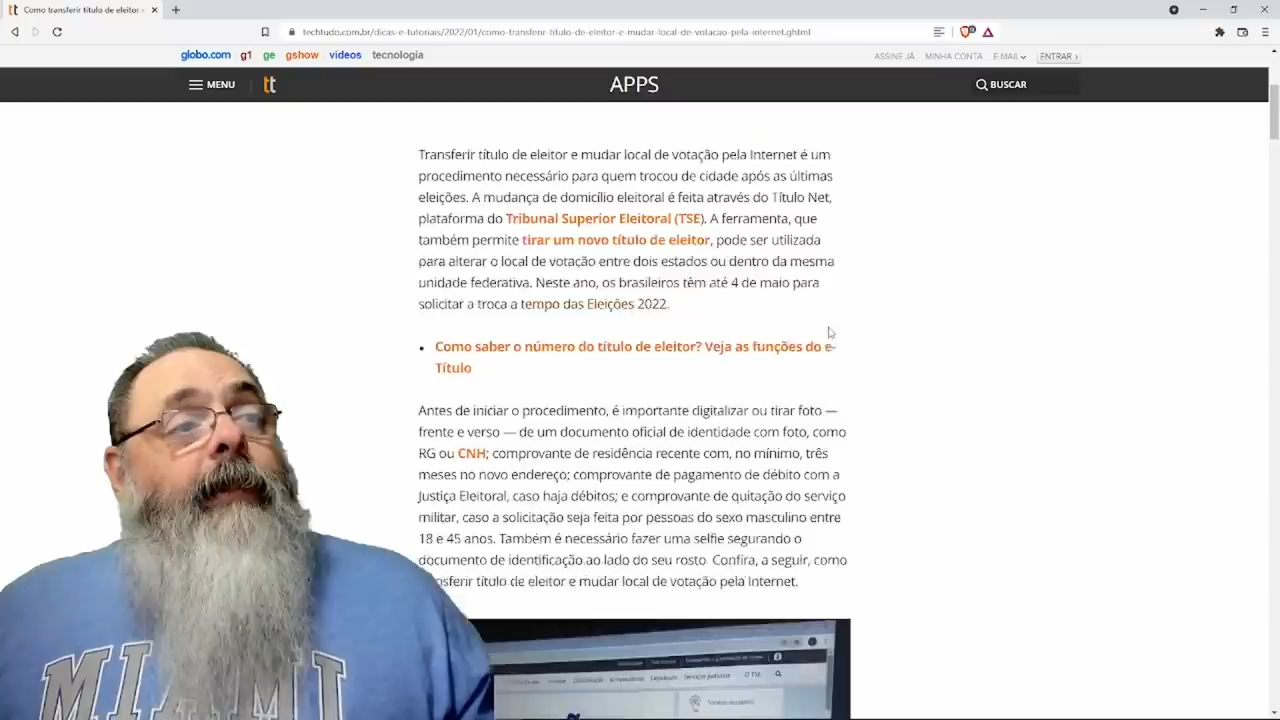 Como transferir título de eleitor e
techtudo.com.br/dicas-e-tutoriais/2022/01/como-transferir-titulo-de-eleitor-e-mudar-local-de-votacao-pela-internet.ghtml
globo.com g1 ge gshow videos tecnologia
ASSINE JÁ MINHA CONTA E-MAIL ENTRAR ›
MENU tt APPS BUSCAR
Transferir título de eleitor e mudar local de votação pela Internet é um
procedimento necessário para quem trocou de cidade após as últimas
eleições. A mudança de domicílio eleitoral é feita através do Título Net,
plataforma do Tribunal Superior Eleitoral (TSE). A ferramenta, que
também permite tirar um novo título de eleitor, pode ser utilizada
para alterar o local de votação entre dois estados ou dentro da mesma
unidade federativa. Neste ano, os brasileiros têm até 4 de maio para
solicitar a troca a tempo das Eleições 2022.
• Como saber o número do título de eleitor? Veja as funções do e-
Título
Antes de iniciar o procedimento, é importante digitalizar ou tirar foto —
frente e verso — de um documento oficial de identidade com foto, como
RG ou CNH; comprovante de residência recente com, no mínimo, três
meses no novo endereço; comprovante de pagamento de débito com a
Justiça Eleitoral, caso haja débitos; e comprovante de quitação do serviço
militar, caso a solicitação seja feita por pessoas do sexo masculino entre
18 e 45 anos. Também é necessário fazer uma selfie segurando o
documento de identificação ao lado do seu rosto. Confira, a seguir, como
nsferir título de eleitor e mudar local de votação pela Internet.
Serviços judiciais O TSE
MIAMI